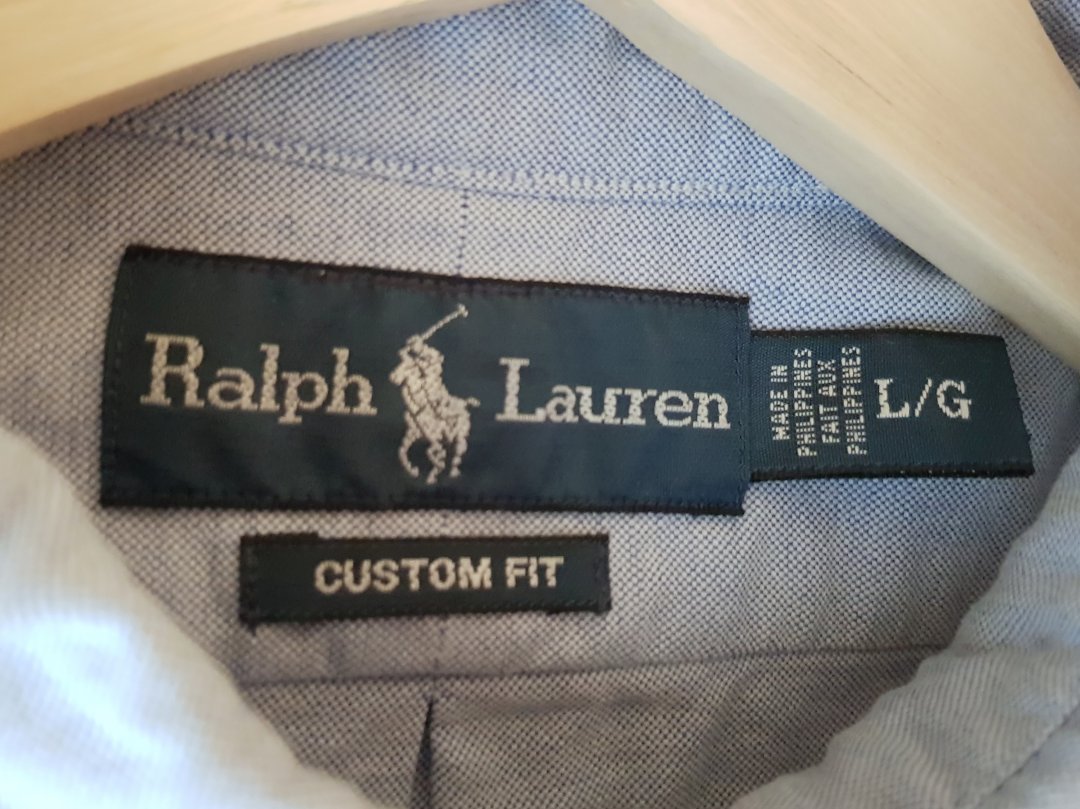 Ralph Lauren
MADE IN
PHILIPPINES
FAIT AUX
PHILIPPINES
L/G
CUSTOM FIT